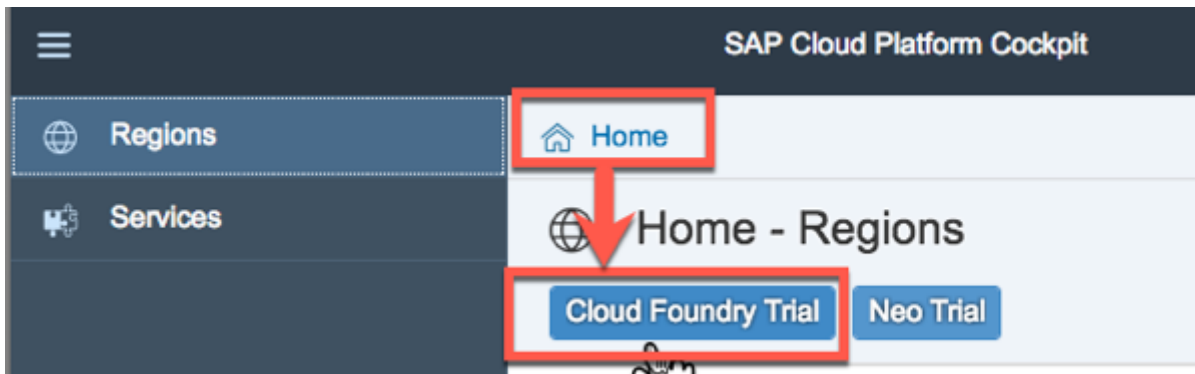 SAP Cloud Platform Cockpit
Regions
Services
Home
Home - Regions
Cloud Foundry Trial
Neo Trial